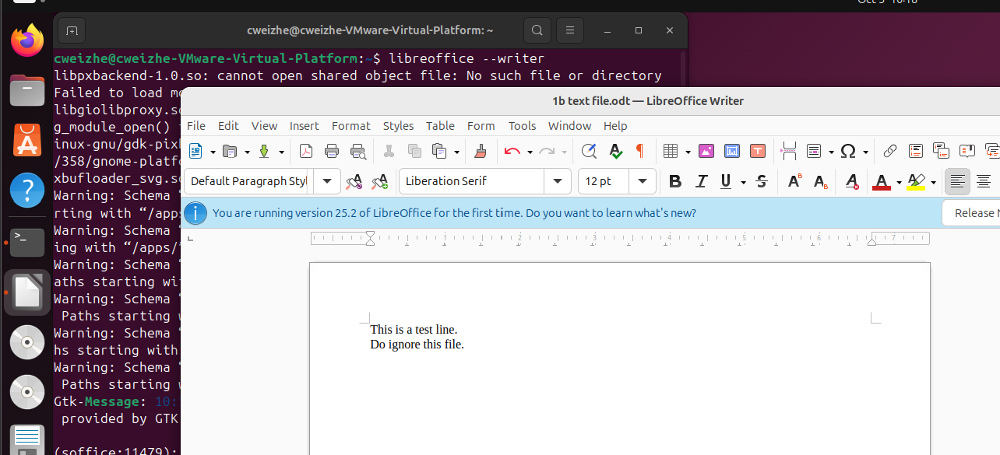 Oct 5 10:18
cweizhe@cweizhe-VMware-Virtual-Platform: ~
cweizhe@cweizhe-VMware-Virtual-Platform:~$ libreoffice --writer
libpxbackend-1.0.so: cannot open shared object file: No such file or directory
Failed to load
libgiolibproxy.so
g_module_open()
inux-gnu/gdk-pixb
/358/gnome-platfo
xbufloader_svg.so
Warning: Schema “
rting with “/apps
Warning: Schema “
ing with “/apps/”
Warning: Schema “
aths starting wi
Warning: Schema “
Paths starting
Warning: Schema “
hs starting with
Warning: Schema “
Paths starting
Gtk-Message: 10:
provided by GTK
(soffice:11479):
1b text file.odt — LibreOffice Writer
File Edit View Insert Format Styles Table Form Tools Window Help
Default Paragraph Styl Liberation Serif 12 pt
You are running version 25.2 of LibreOffice for the first time. Do you want to learn what's new? Release N
1 2 3 4 5 6 7
This is a test line.
Do ignore this file.